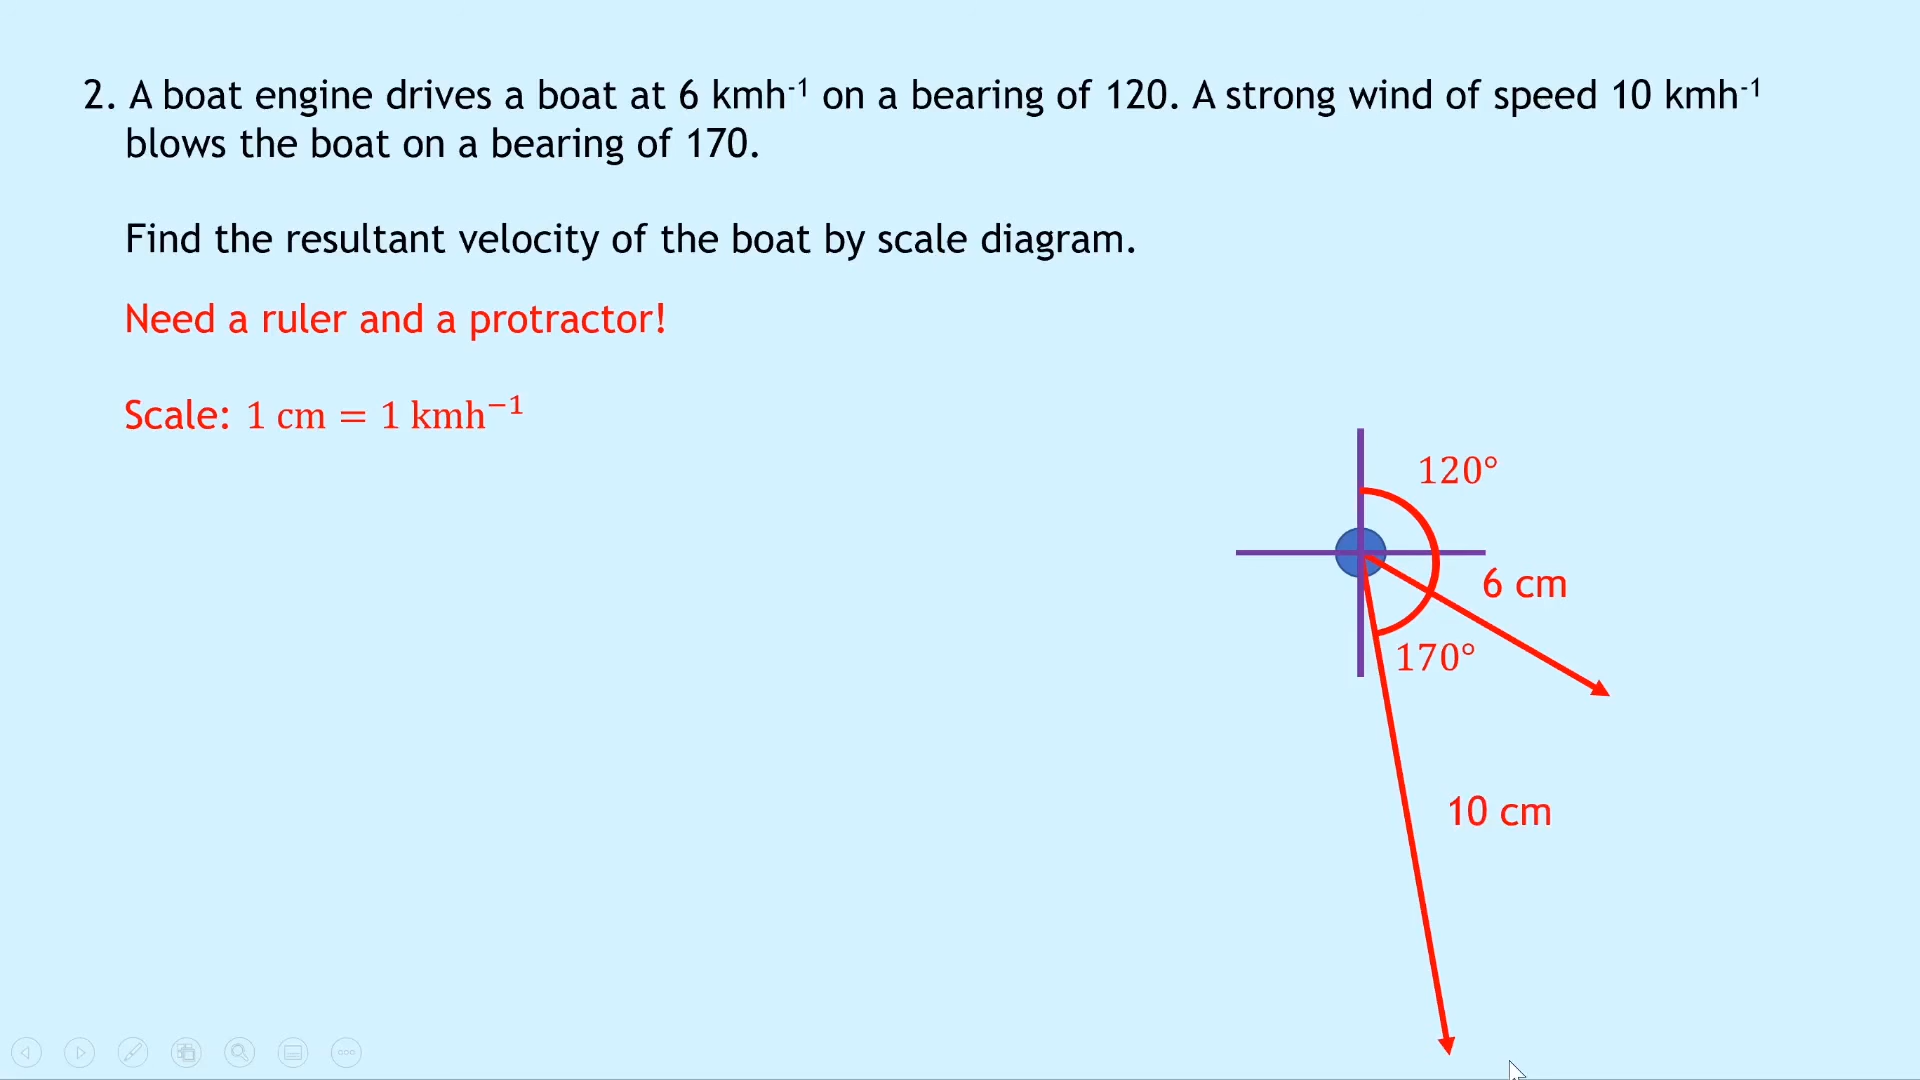 2. A boat engine drives a boat at 6 kmh⁻¹ on a bearing of 120. A strong wind of speed 10 kmh⁻¹
blows the boat on a bearing of 170.
Find the resultant velocity of the boat by scale diagram.
Need a ruler and a protractor!
Scale: 1 cm = 1 kmh⁻¹
120°
6 cm
170°
10 cm